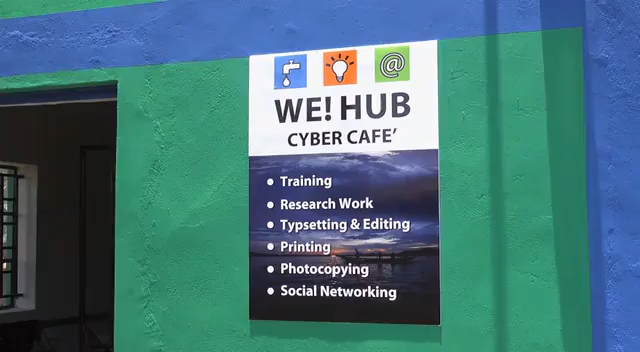 @
WE! HUB
CYBER CAFE'
• Training
• Research Work
• Typsetting & Editing
• Printing
• Photocopying
• Social Networking